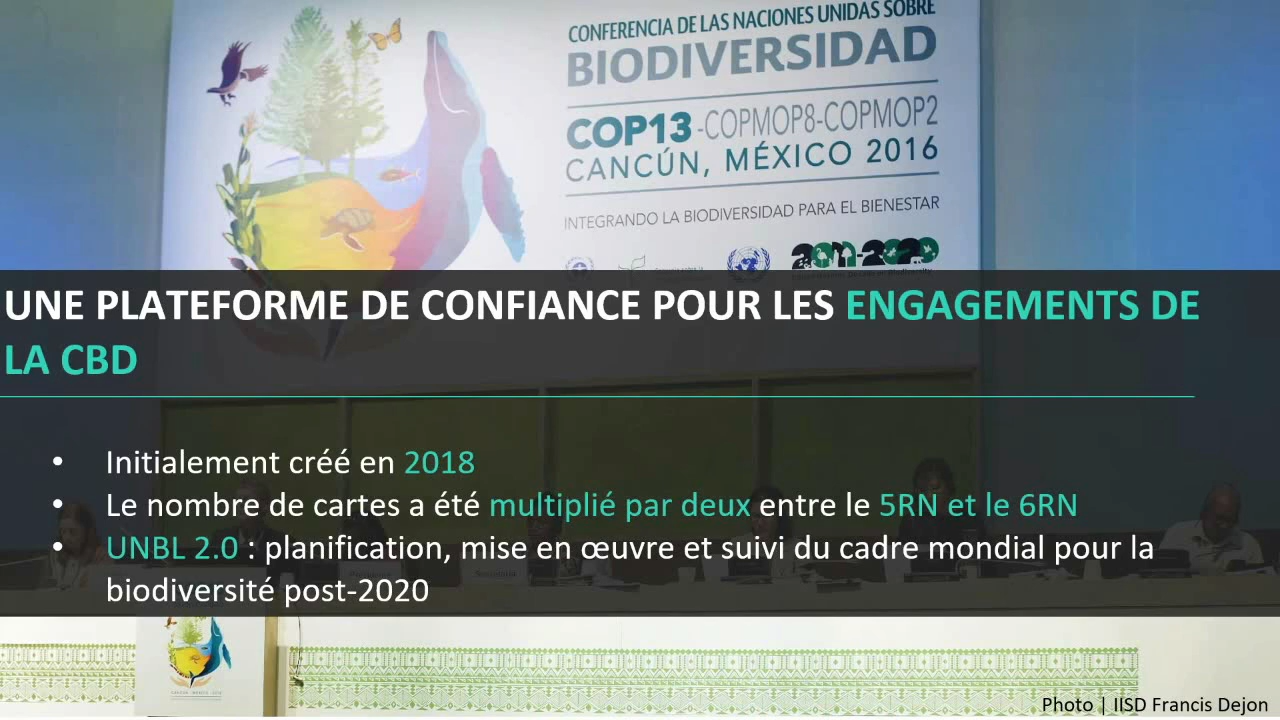 CONFERENCIA DE LAS NACIONES UNIDAS SOBRE
BIODIVERSIDAD
COP13-COPMOP8-COPMOP2
CANCÚN, MÉXICO 2016
INTEGRANDO LA BIODIVERSIDAD PARA EL BIENESTAR
2011-2020
UNE PLATEFORME DE CONFIANCE POUR LES ENGAGEMENTS DE
LA CBD
• Initialement créé en 2018
• Le nombre de cartes a été multiplié par deux entre le 5RN et le 6RN
• UNBL 2.0 : planification, mise en œuvre et suivi du cadre mondial pour la
biodiversité post-2020
Photo | IISD Francis Dejon